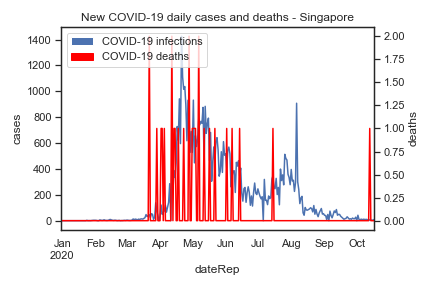 New COVID-19 daily cases and deaths - Singapore
COVID-19 infections
COVID-19 deaths
1400
1200
1000
800
600
400
200
0
cases
2.00
1.75
1.50
1.25
1.00
0.75
0.50
0.25
0.00
deaths
Jan Feb Mar Apr May Jun Jul Aug Sep Oct
2020
dateRep